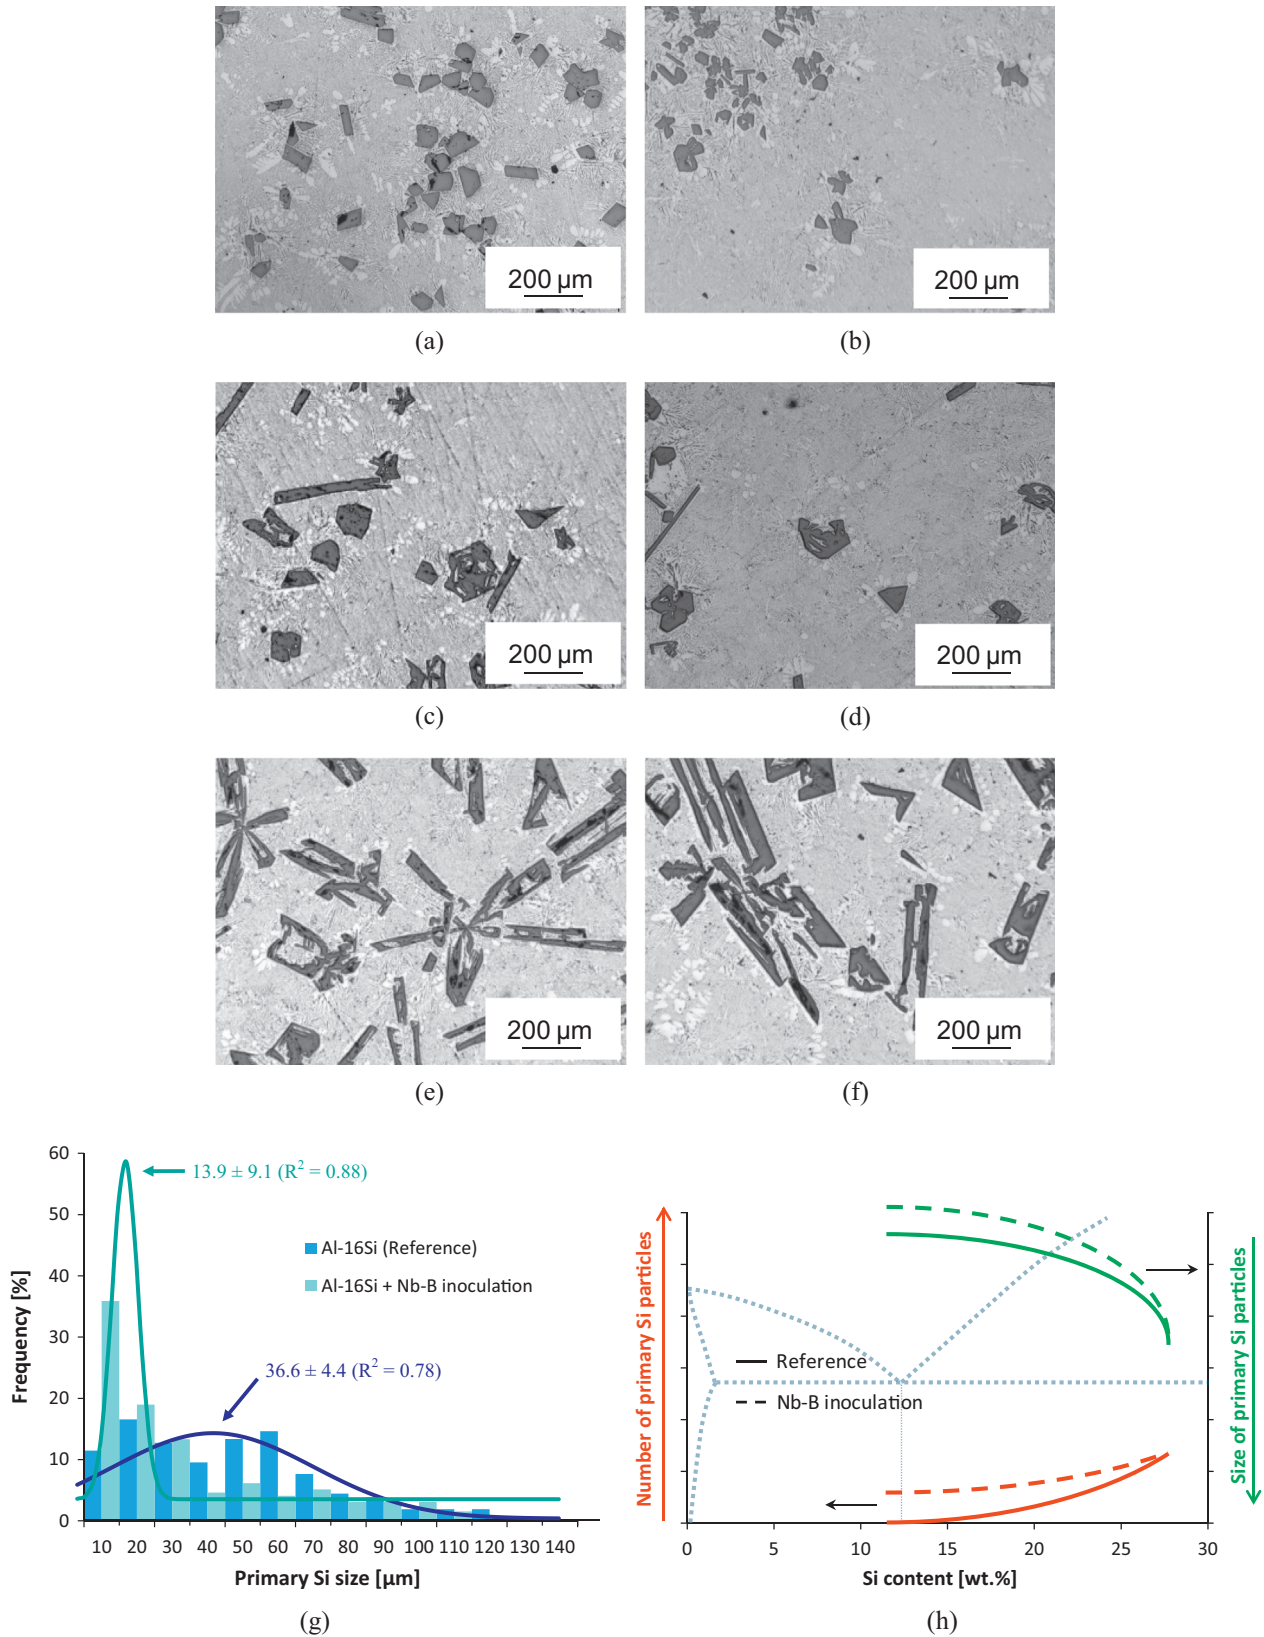 200 µm
200 µm
(a)
(b)
200 µm
200 µm
(c)
(d)
200 µm
200 µm
(e)
(f)
60
50
40
30
20
10
0
Frequency [%]
13.9 ± 9.1 (R² = 0.88)
Al-16Si (Reference)
Al-16Si + Nb-B inoculation
36.6 ± 4.4 (R² = 0.78)
10 20 30 40 50 60 70 80 90 100 110 120 130 140
Primary Si size [µm]
(g)
Number of primary Si particles
Reference
Nb-B inoculation
Size of primary Si particles
0 5 10 15 20 25 30
Si content [wt.%]
(h)